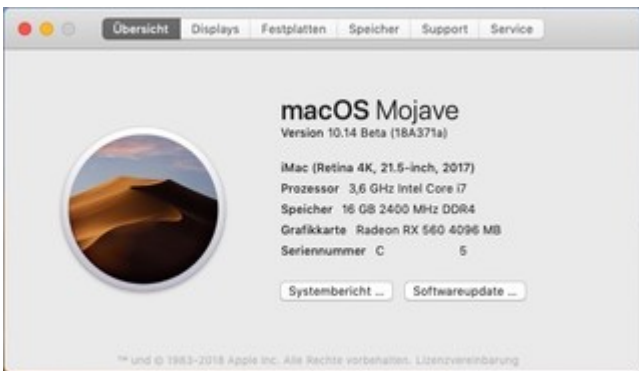 Übersicht Displays Festplatten Speicher Support Service
macOS Mojave
Version 10.14 Beta (18A371a)
iMac (Retina 4K, 21.5-inch, 2017)
Prozessor 3,6 GHz Intel Core i7
Speicher 16 GB 2400 MHz DDR4
Grafikkarte Radeon RX 560 4096 MB
Seriennummer C 5
Systembericht ... Softwareupdate ...
™ und © 1983-2018 Apple Inc. Alle Rechte vorbehalten. Lizenzvereinbarung